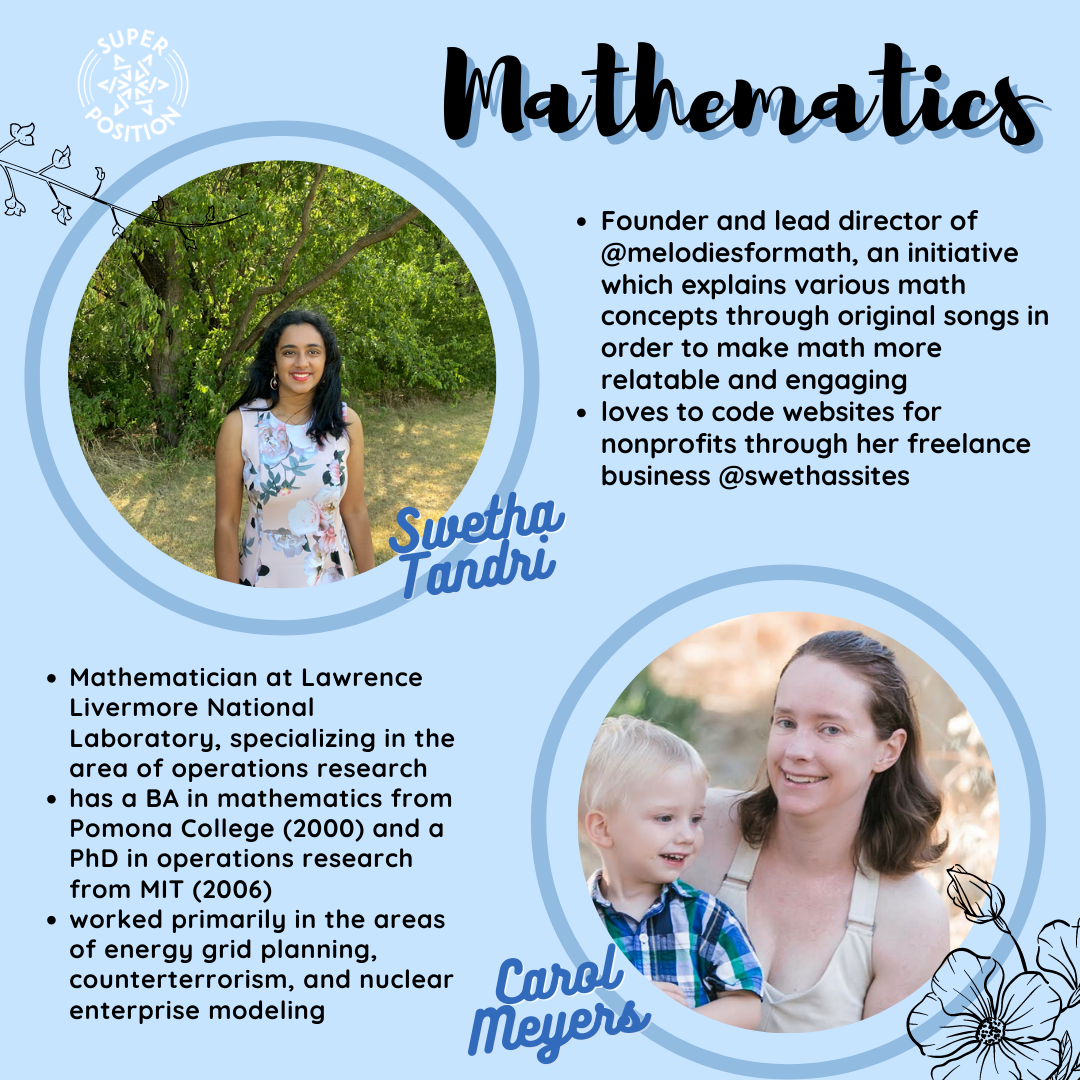 SUPER
POSITION
Mathematics
• Founder and lead director of
@melodiesformath, an initiative
which explains various math
concepts through original songs in
order to make math more
relatable and engaging
• loves to code websites for
nonprofits through her freelance
business @swethassites
Swetha
Tandri
• Mathematician at Lawrence
Livermore National
Laboratory, specializing in the
area of operations research
• has a BA in mathematics from
Pomona College (2000) and a
PhD in operations research
from MIT (2006)
• worked primarily in the areas
of energy grid planning,
counterterrorism, and nuclear
enterprise modeling
Carol
Meyers